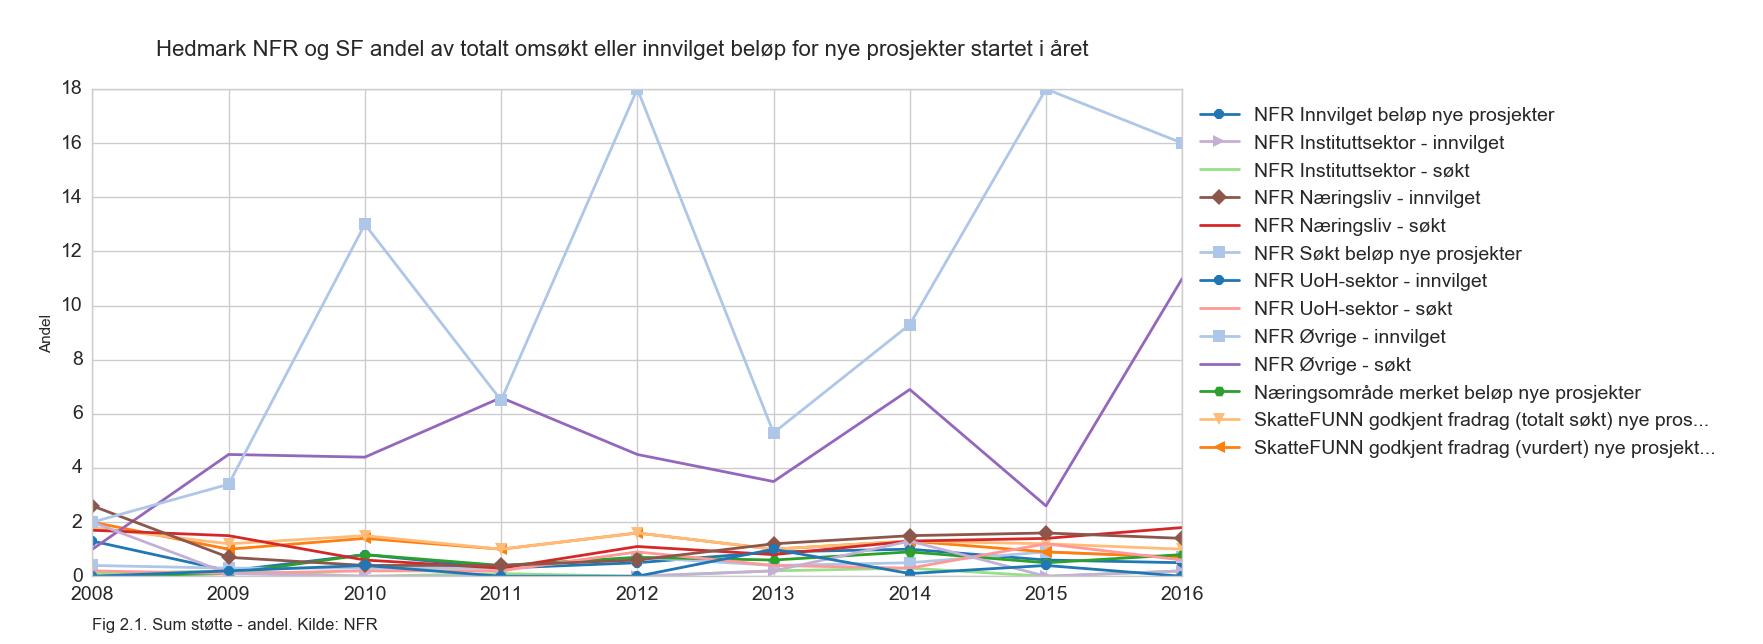 Hedmark NFR og SF andel av totalt omsøkt eller innvilget beløp for nye prosjekter startet i året
18
16
14
12
10
8
6
4
2
0
Andel
2008 2009 2010 2011 2012 2013 2014 2015 2016
NFR Innvilget beløp nye prosjekter
NFR Instituttsektor - innvilget
NFR Instituttsektor - søkt
NFR Næringsliv - innvilget
NFR Næringsliv - søkt
NFR Søkt beløp nye prosjekter
NFR UoH-sektor - innvilget
NFR UoH-sektor - søkt
NFR Øvrige - innvilget
NFR Øvrige - søkt
Næringsområde merket beløp nye prosjekter
SkatteFUNN godkjent fradrag (totalt søkt) nye pros...
SkatteFUNN godkjent fradrag (vurdert) nye prosjekt...
Fig 2.1. Sum støtte - andel. Kilde: NFR